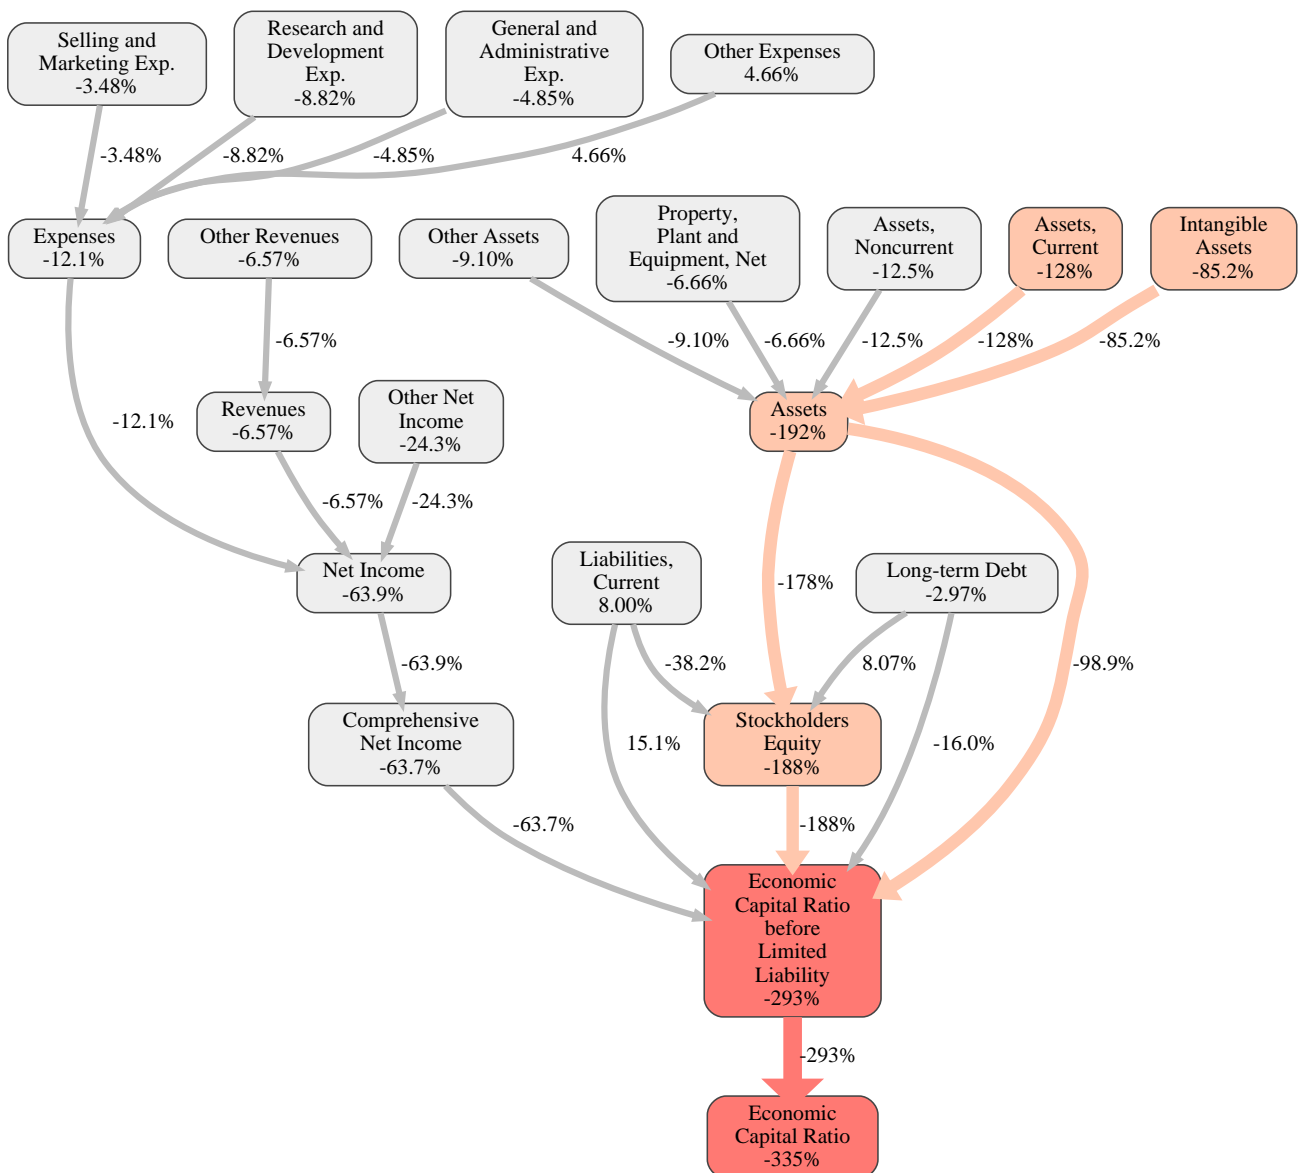 Selling and
Marketing Exp.
-3.48%
Research and
Development
Exp.
-8.82%
General and
Administrative
Exp.
-4.85%
Other Expenses
4.66%
-3.48%
-8.82%
-4.85%
4.66%
Expenses
-12.1%
Other Revenues
-6.57%
Other Assets
-9.10%
Property,
Plant and
Equipment, Net
-6.66%
Assets,
Noncurrent
-12.5%
Assets,
Current
-128%
Intangible
Assets
-85.2%
-6.57%
-9.10%
-6.66%
-12.5%
-128%
-85.2%
-12.1%
Revenues
-6.57%
Other Net
Income
-24.3%
Assets
-192%
-6.57%
-24.3%
Net Income
-63.9%
Liabilities,
Current
8.00%
-178%
Long-term Debt
-2.97%
-63.9%
-38.2%
8.07%
-98.9%
Comprehensive
Net Income
-63.7%
15.1%
Stockholders
Equity
-188%
-16.0%
-63.7%
-188%
Economic
Capital Ratio
before
Limited
Liability
-293%
-293%
Economic
Capital Ratio
-335%